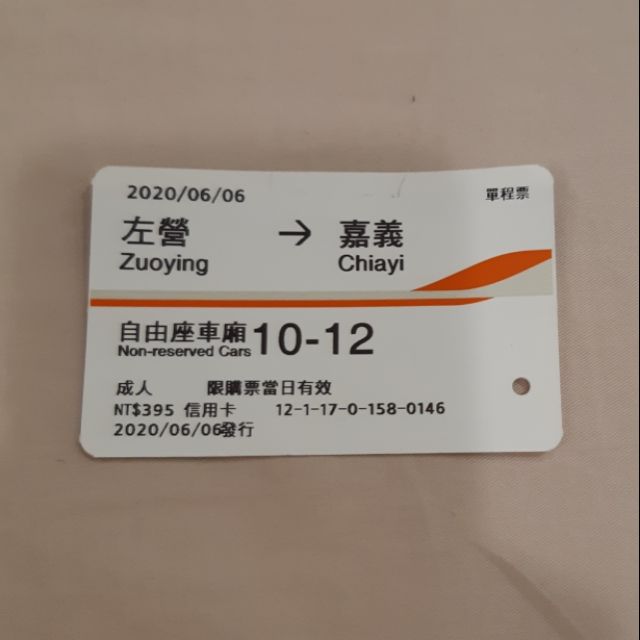 2020/06/06 單程票
左營 → 嘉義
Zuoying Chiayi
自由座車廂 10-12
Non-reserved Cars
成人 限購票當日有效
NT$395 信用卡 12-1-17-0-158-0146
2020/06/06發行